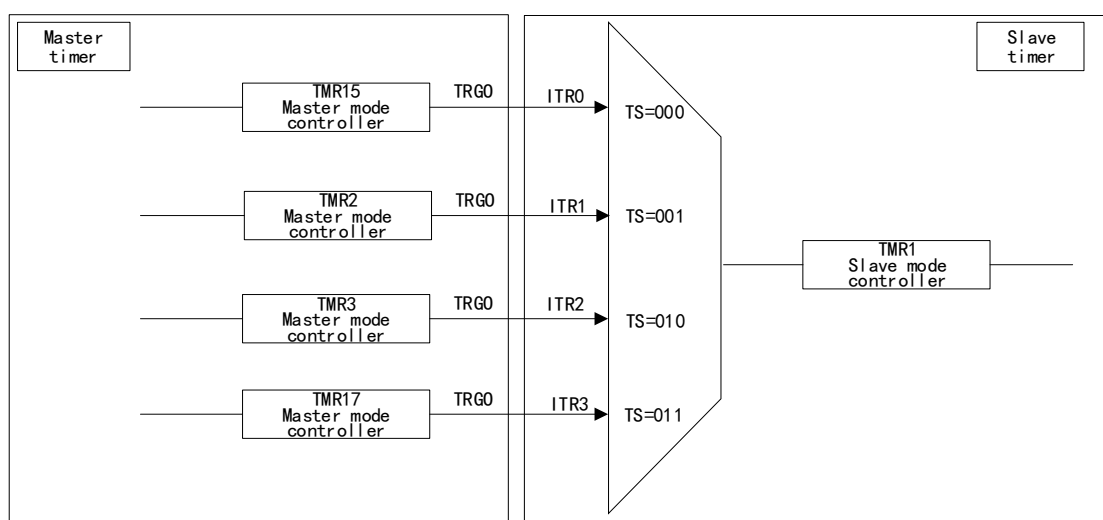 Master
timer
Slave
timer
TMR15
Master mode
controller
TRGO
ITR0
TS=000
TMR2
Master mode
controller
TRGO
ITR1
TS=001
TMR1
Slave mode
controller
TMR3
Master mode
controller
TRGO
ITR2
TS=010
TMR17
Master mode
controller
TRGO
ITR3
TS=011